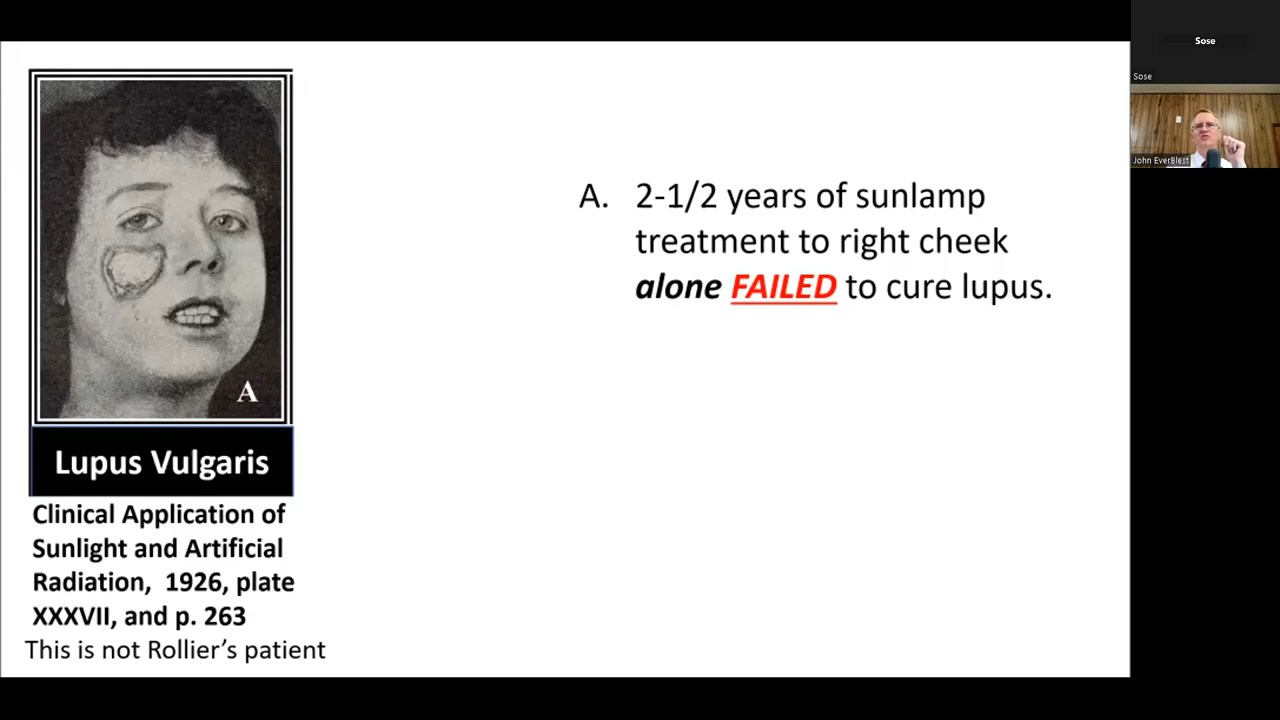 A
Lupus Vulgaris
Clinical Application of
Sunlight and Artificial
Radiation, 1926, plate
XXXVII, and p. 263
This is not Rollier's patient
A. 2-1/2 years of sunlamp
treatment to right cheek
alone FAILED to cure lupus.
Sose
Sose
John EverBlest